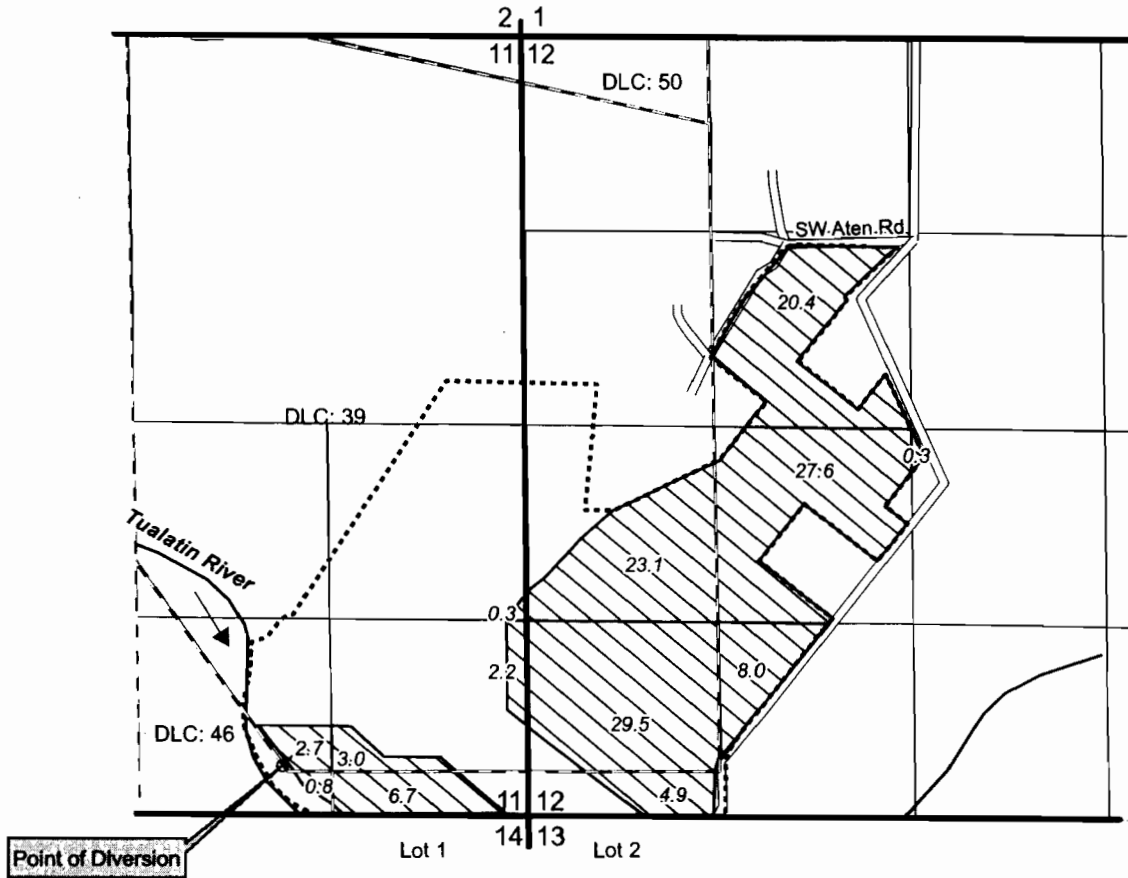 2 1
11 12
DLC: 50
SW Aten Rd
20.4
DLC: 39
0.3
27.6
Tualatin River
23.1
0.3
2.2
8.0
29.5
DLC: 46
2.7
3.0
0.8
6.7
4.9
11 12
14 13
Point of Diversion
Lot 1
Lot 2